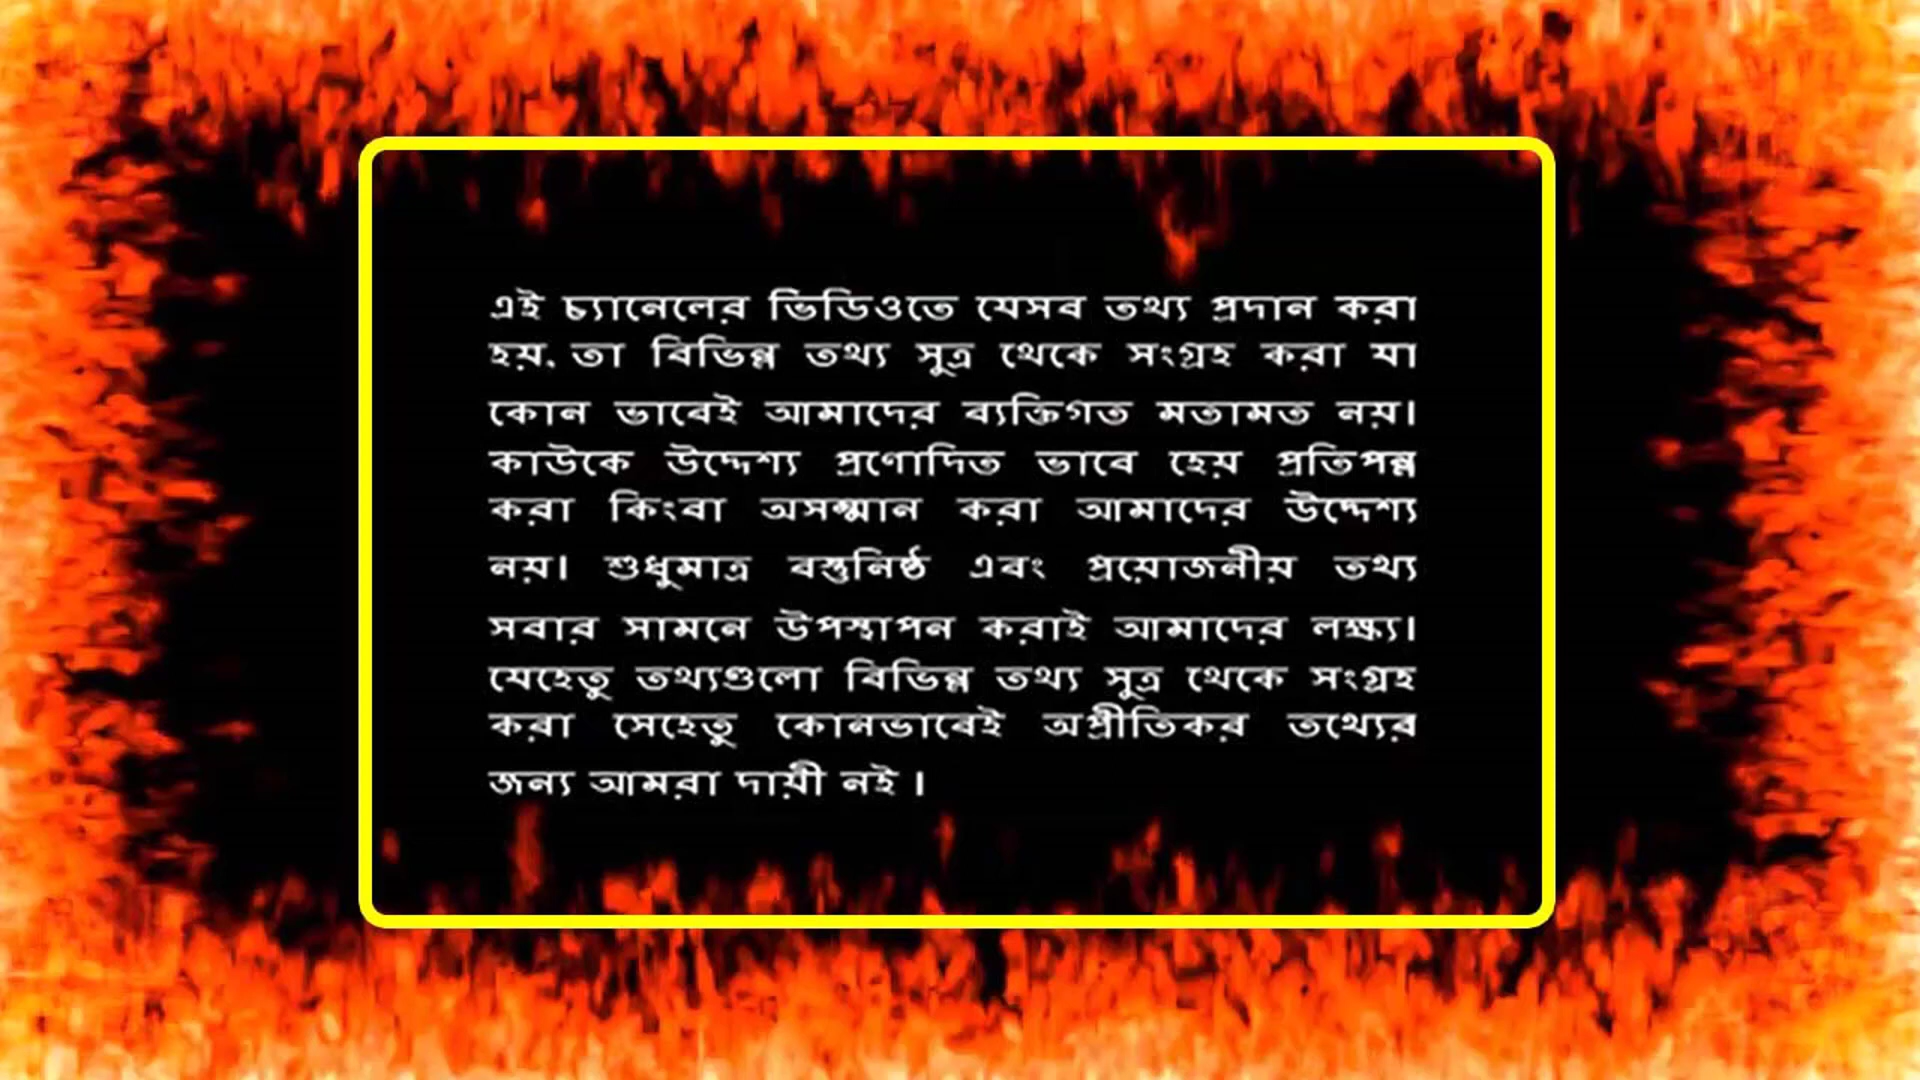 এই চ্যানেলের ভিডিওতে যেসব তথ্য প্রদান করা
হয়, তা বিভিন্ন তথ্য সুত্র থেকে সংগ্রহ করা যা
কোন ভাবেই আমাদের ব্যক্তিগত মতামত নয়।
কাউকে উদ্দেশ্য প্রণোদিত ভাবে হেয় প্রতিপন্ন
করা কিংবা অসম্মান করা আমাদের উদ্দেশ্য
নয়। শুধুমাত্র বস্তুনিষ্ঠ এবং প্রয়োজনীয় তথ্য
সবার সামনে উপস্থাপন করাই আমাদের লক্ষ্য।
যেহেতু তথ্যগুলো বিভিন্ন তথ্য সুত্র থেকে সংগ্রহ
করা সেহেতু কোনভাবেই অপ্রীতিকর তথ্যের
জন্য আমরা দায়ী নই ।